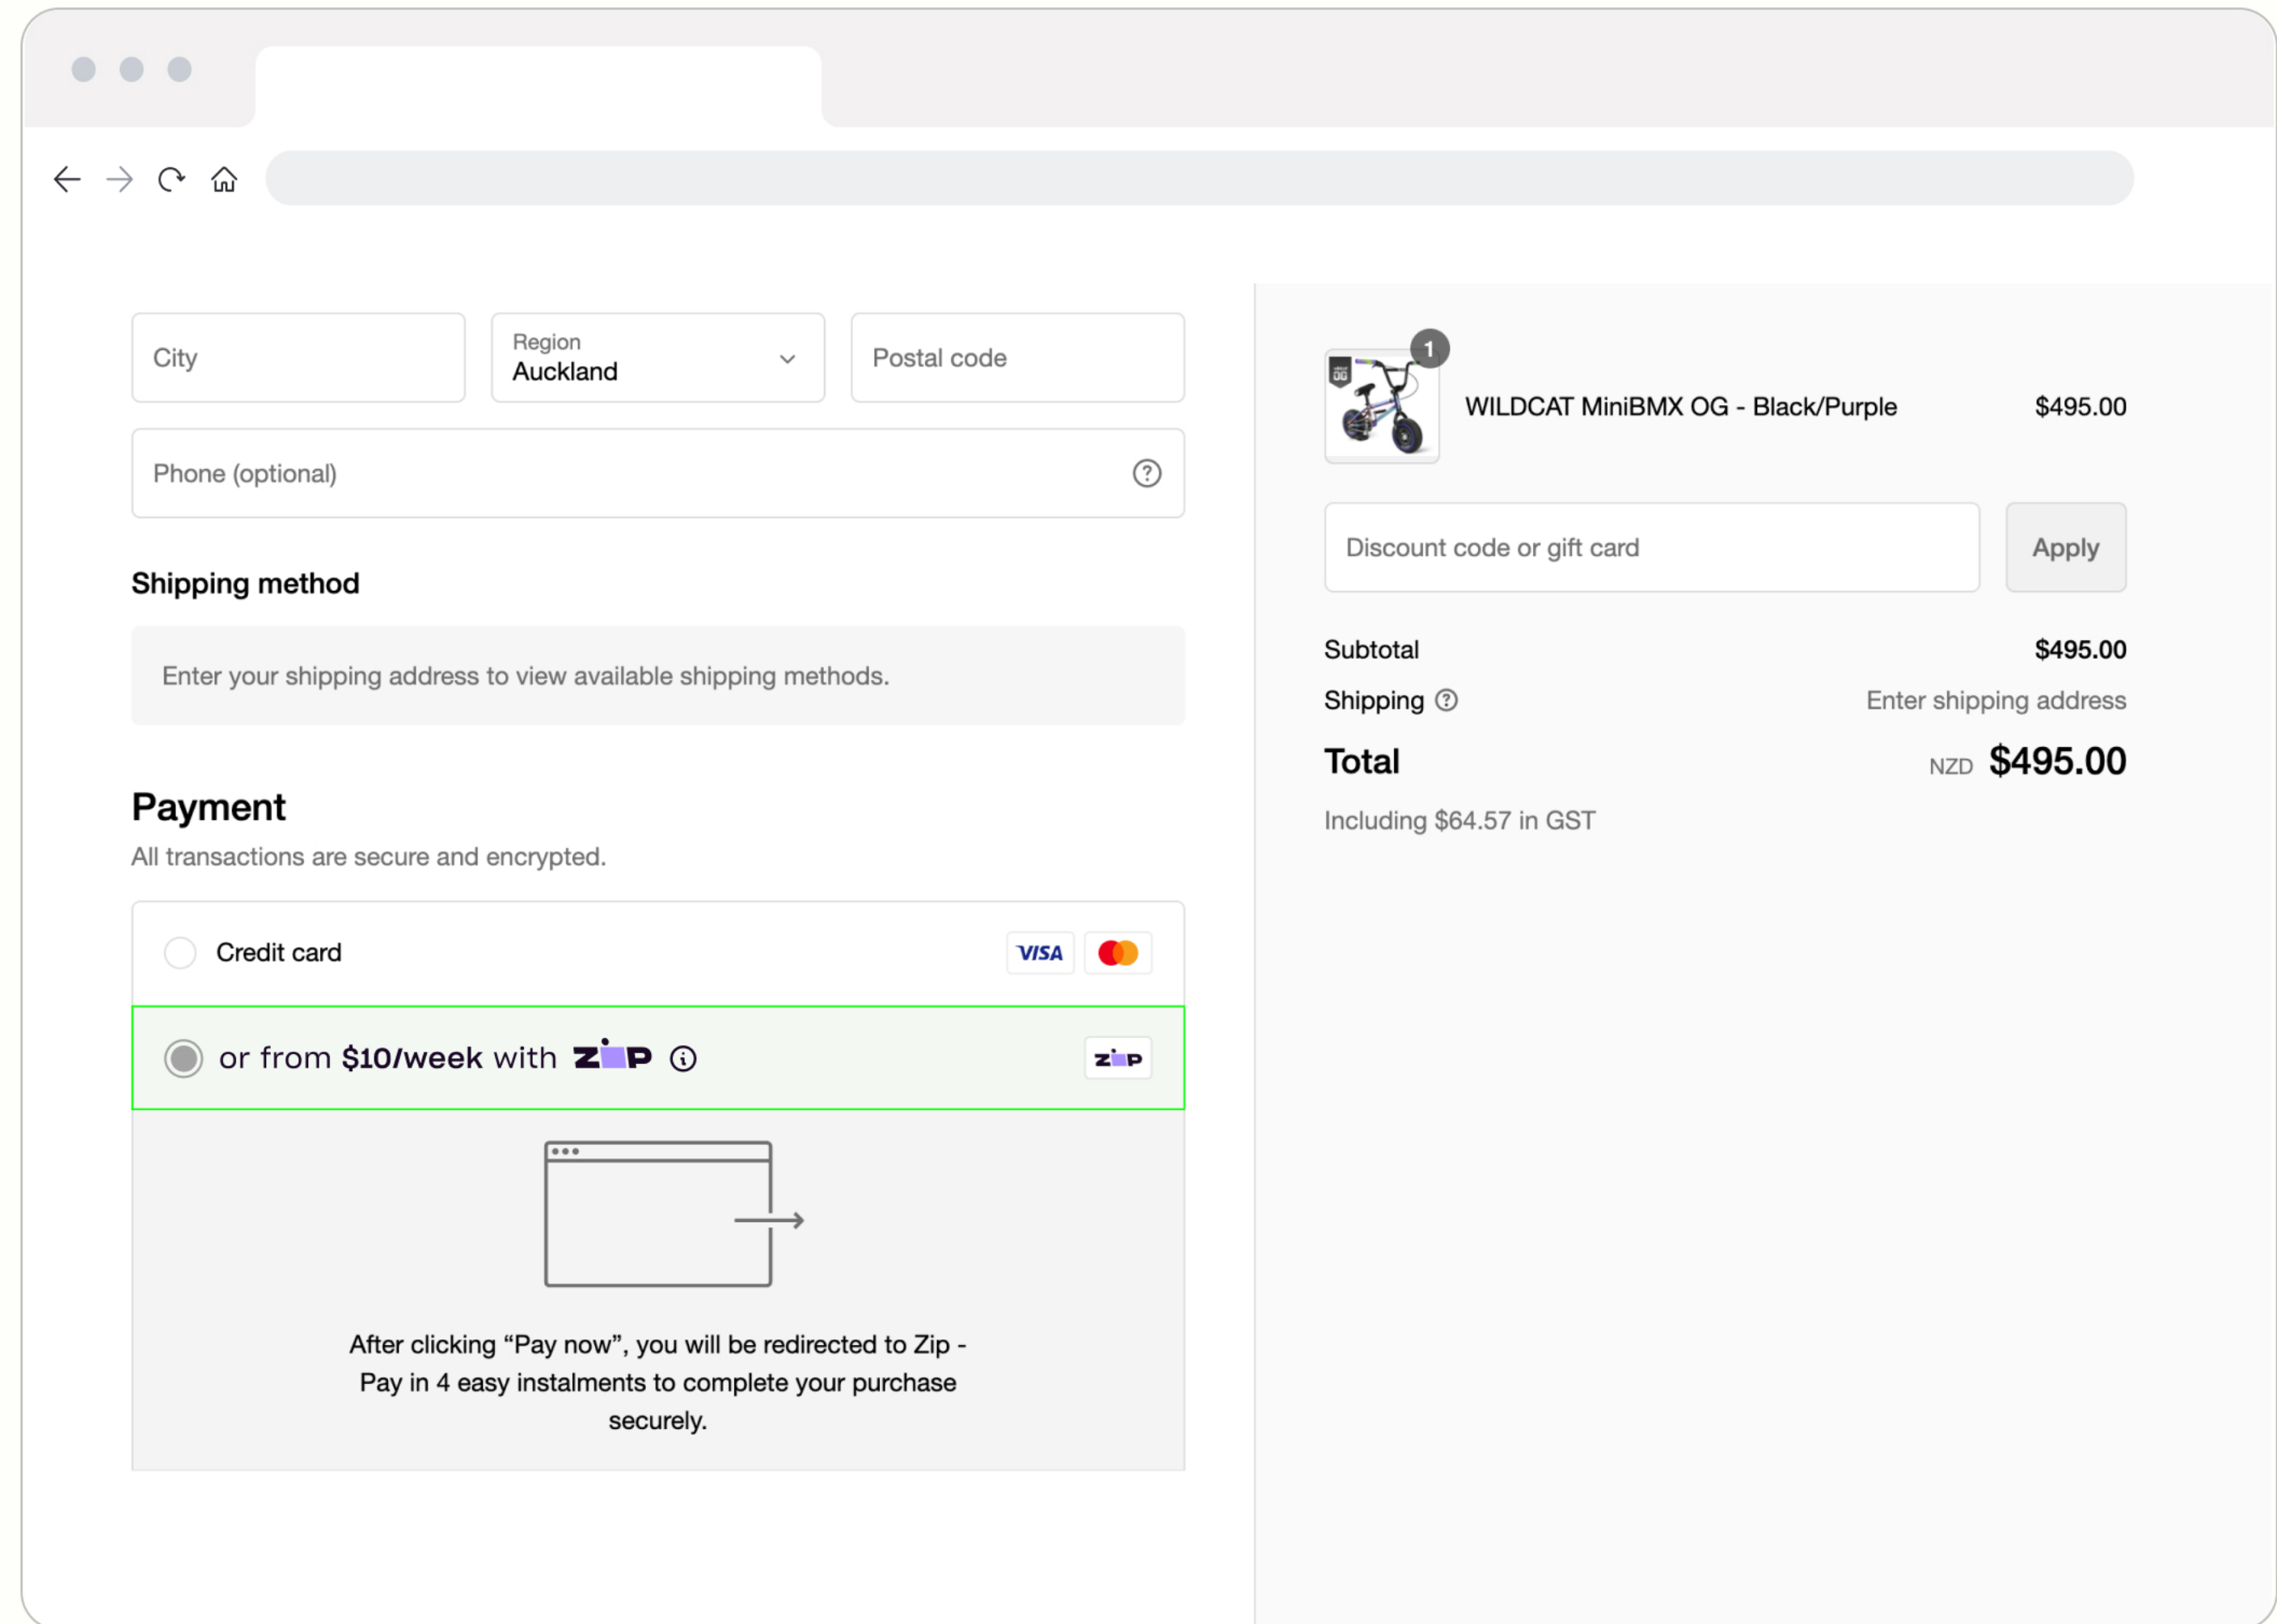 City
Region
Auckland
Postal code
Phone (optional)
Shipping method
Enter your shipping address to view available shipping methods.
Payment
All transactions are secure and encrypted.
Credit card
VISA
or from $10/week with zip
zip
After clicking “Pay now”, you will be redirected to Zip -
Pay in 4 easy instalments to complete your purchase
securely.
1
OG
WILDCAT MiniBMX OG - Black/Purple
$495.00
Discount code or gift card
Apply
Subtotal
$495.00
Shipping
Enter shipping address
Total
NZD $495.00
Including $64.57 in GST